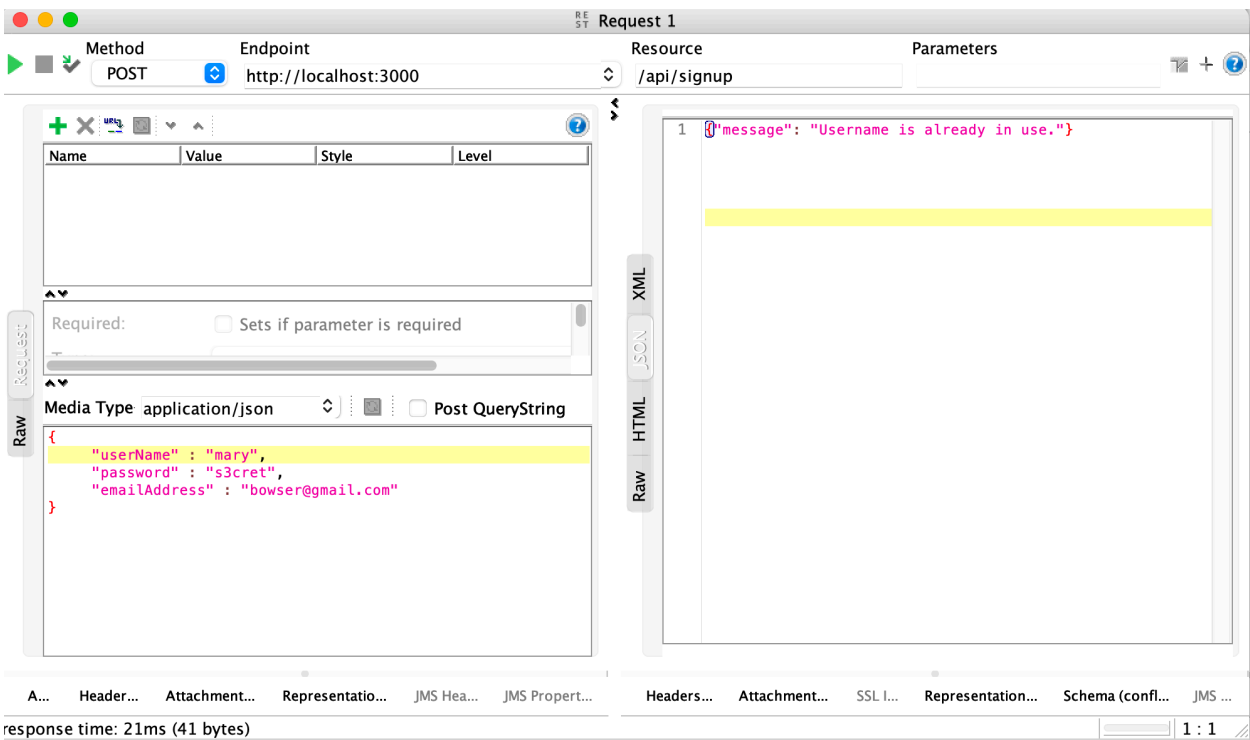 REST Request 1
Method Endpoint Resource Parameters
POST http://localhost:3000 /api/signup
Name Value Style Level
Required: Sets if parameter is required
Media Type application/json Post QueryString
{
"userName" : "mary",
"password" : "s3cret",
"emailAddress" : "bowser@gmail.com"
}
Request
Raw
1 {"message": "Username is already in use."}
XML
JSON
HTML
Raw
A... Header... Attachment... Representatio... JMS Hea... JMS Propert...
Headers... Attachment... SSL I... Representation... Schema (confl... JMS ...
response time: 21ms (41 bytes)
1 : 1